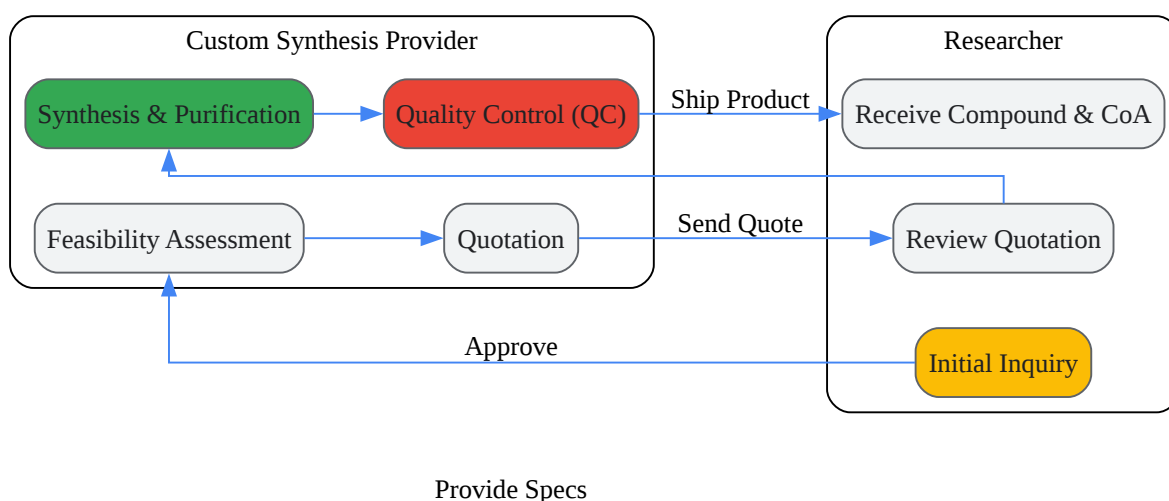 Custom Synthesis Provider
Researcher
Synthesis & Purification
Quality Control (QC)
Ship Product
Receive Compound & CoA
Feasibility Assessment
Quotation
Send Quote
Review Quotation
Approve
Initial Inquiry
Provide Specs